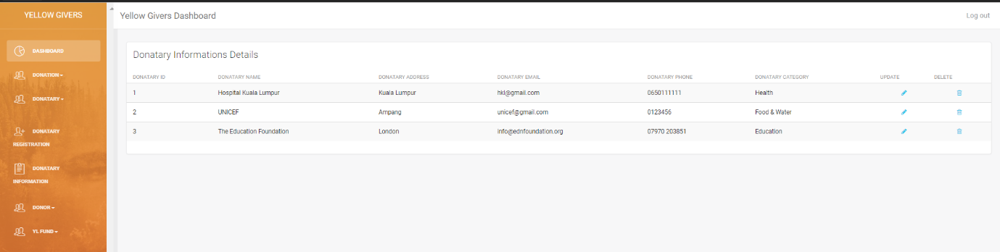 YELLOW GIVERS
Yellow Givers Dashboard
Log out
DASHBOARD
DONATION
DONATARY
DONATARY
REGISTRATION
DONATARY
INFORMATION
DONOR
YL FUND
Donatary Informations Details
DONATARY ID DONATARY NAME DONATARY ADDRESS DONATARY EMAIL DONATARY PHONE DONATARY CATEGORY UPDATE DELETE
1 Hospital Kuala Lumpur Kuala Lumpur hkl@gmail.com 0650111111 Health
2 UNICEF Ampang unicef@gmail.com 0123456 Food & Water
3 The Education Foundation London info@ednfoundation.org 07970 203851 Education